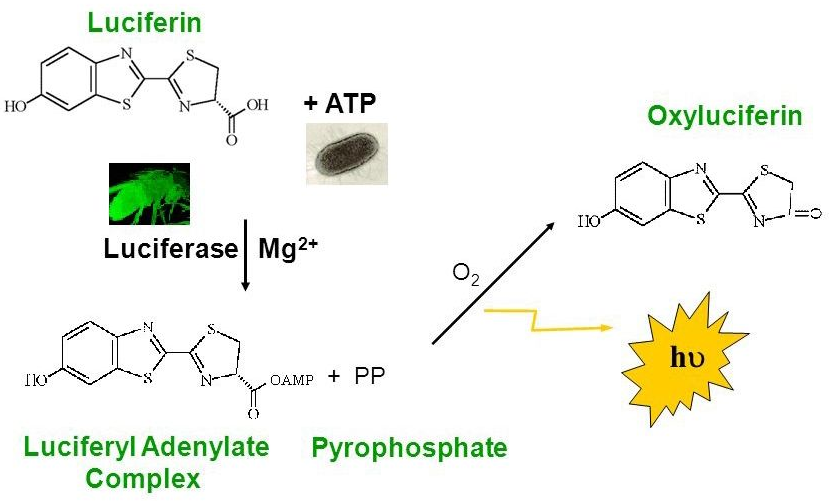 Luciferin
N
S
HO
S
N
OH
O
+ ATP
Luciferase
Mg²⁺
N
S
HO
S
N
OAMP
O
+ PP
Luciferyl Adenylate
Complex
Pyrophosphate
O₂
Oxyluciferin
N
S
HO
S
N
O
hυ